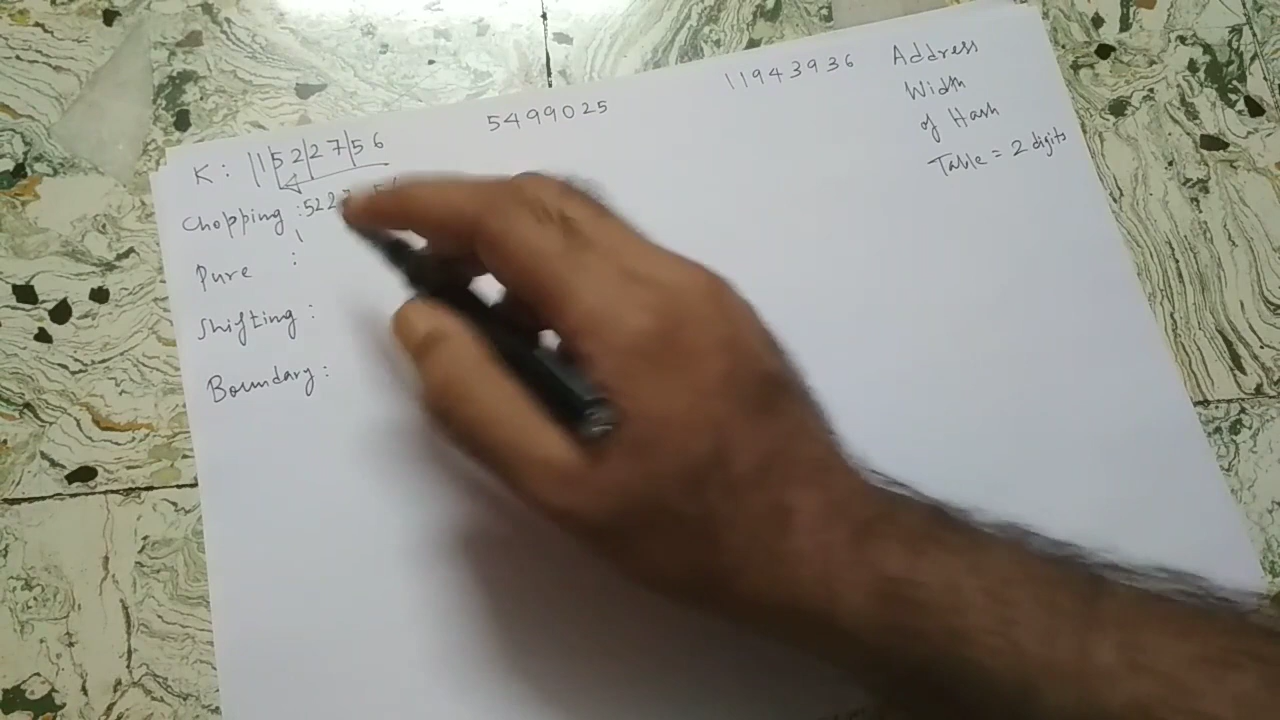 K: |1|52|27|56
5499025
11943936
Address
Width
of Hash
Table = 2 digits
Chopping : 522
Pure :
Shifting :
Boundary :